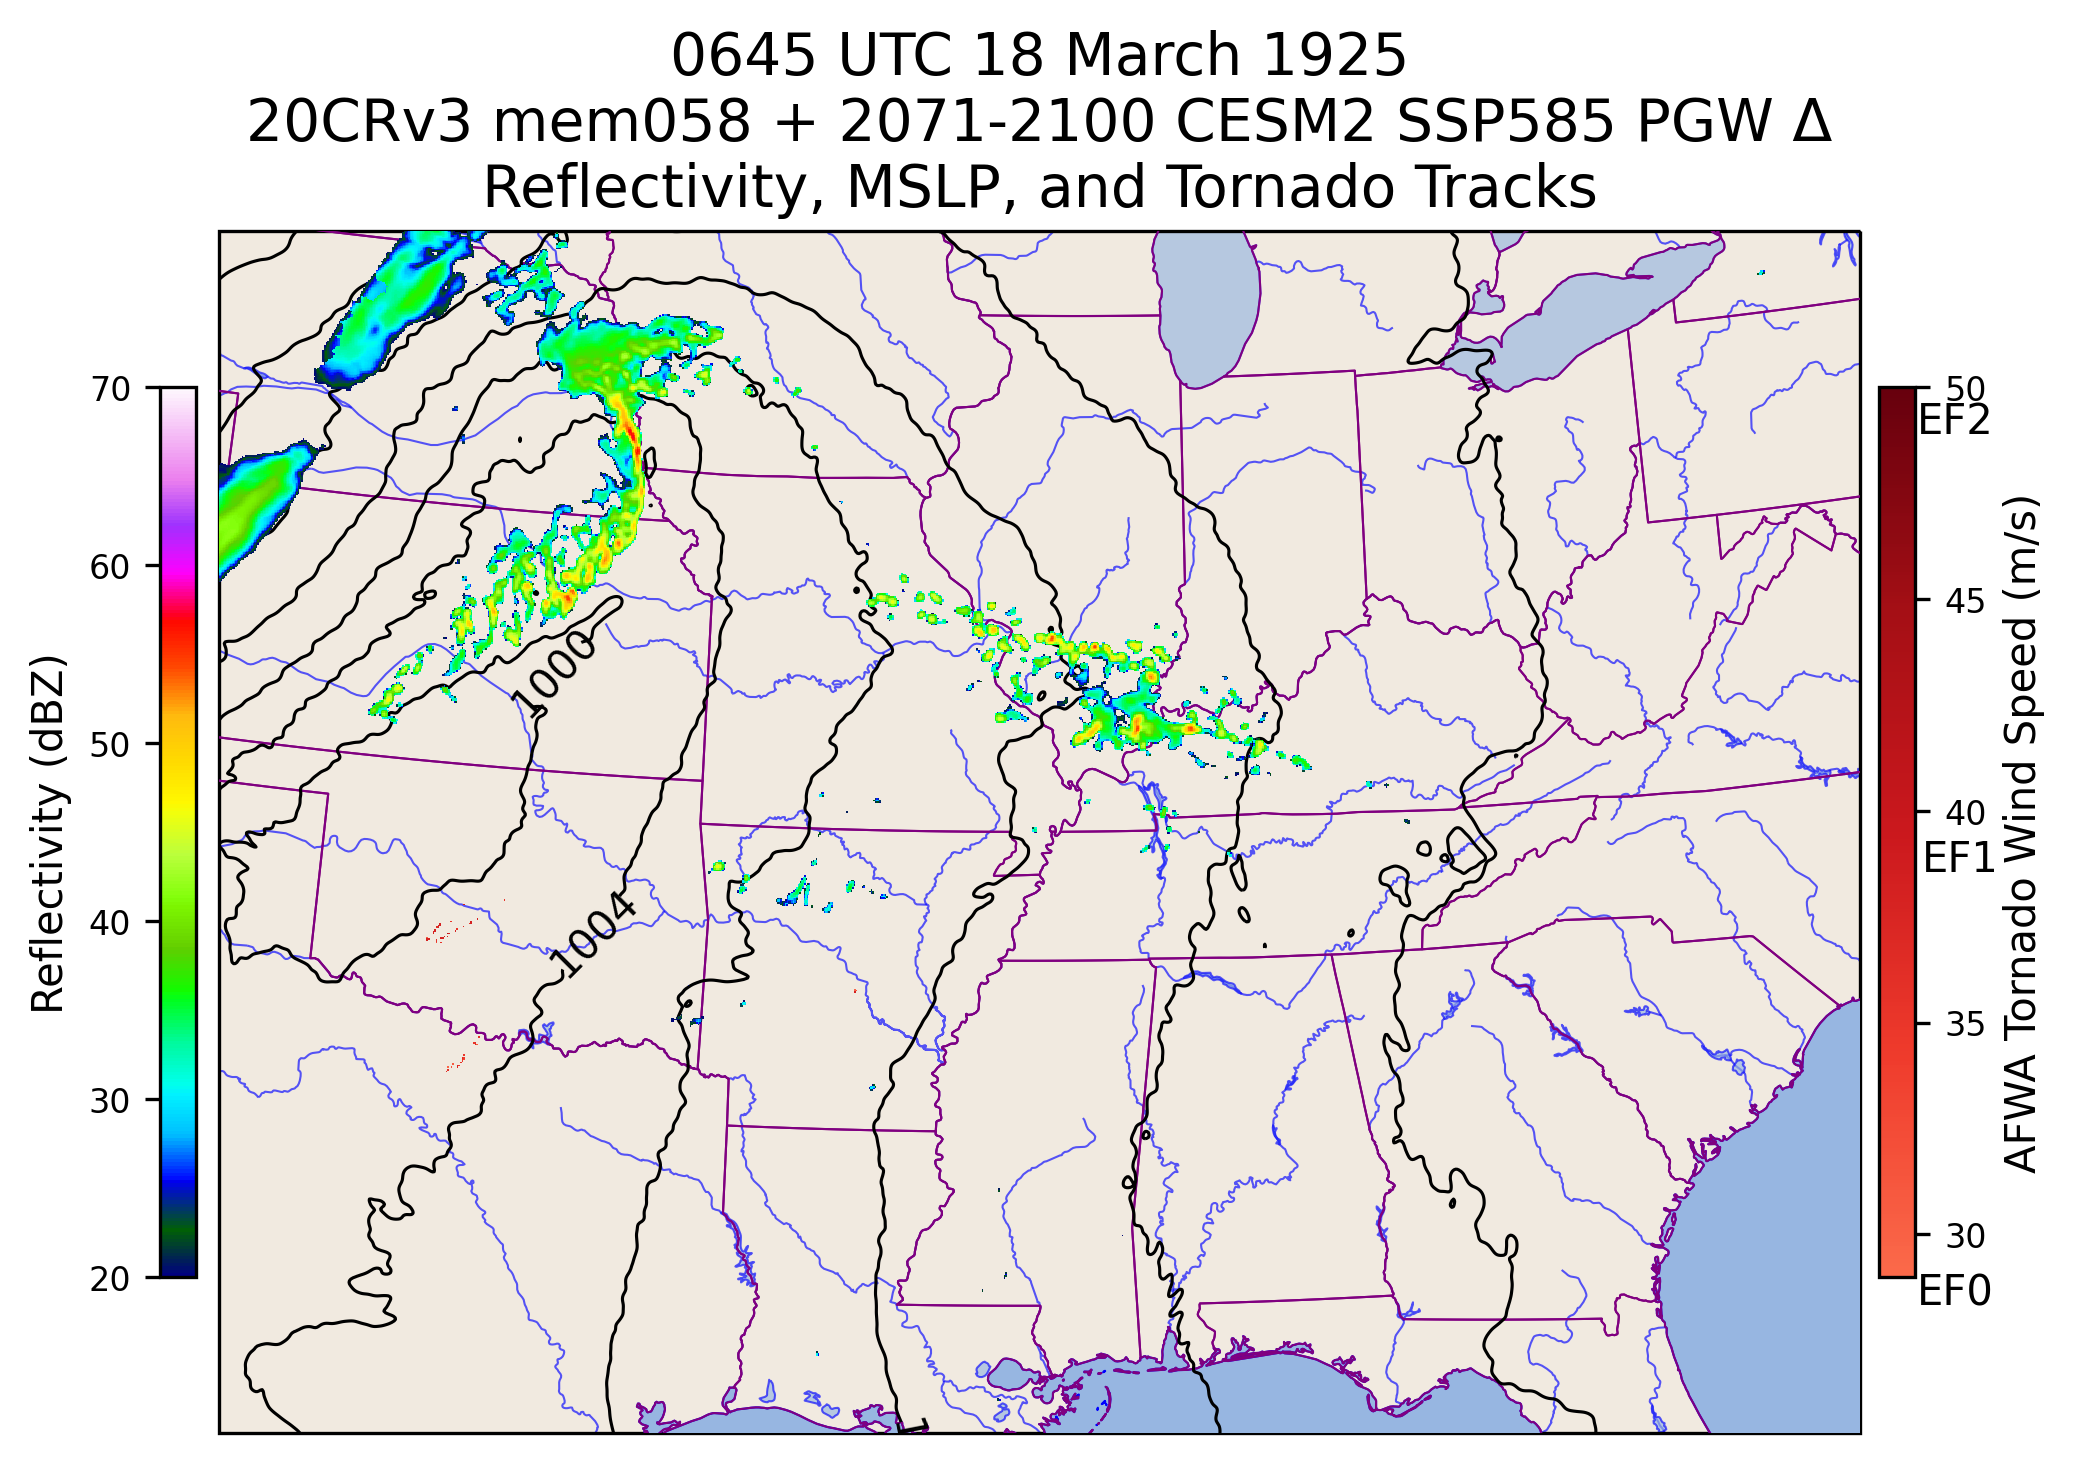 0645 UTC 18 March 1925
20CRv3 mem058 + 2071-2100 CESM2 SSP585 PGW Δ
Reflectivity, MSLP, and Tornado Tracks
Reflectivity (dBZ)
70
60
50
40
30
20
1000
1004
50
EF2
45
40
EF1
35
30
EF0
AFWA Tornado Wind Speed (m/s)